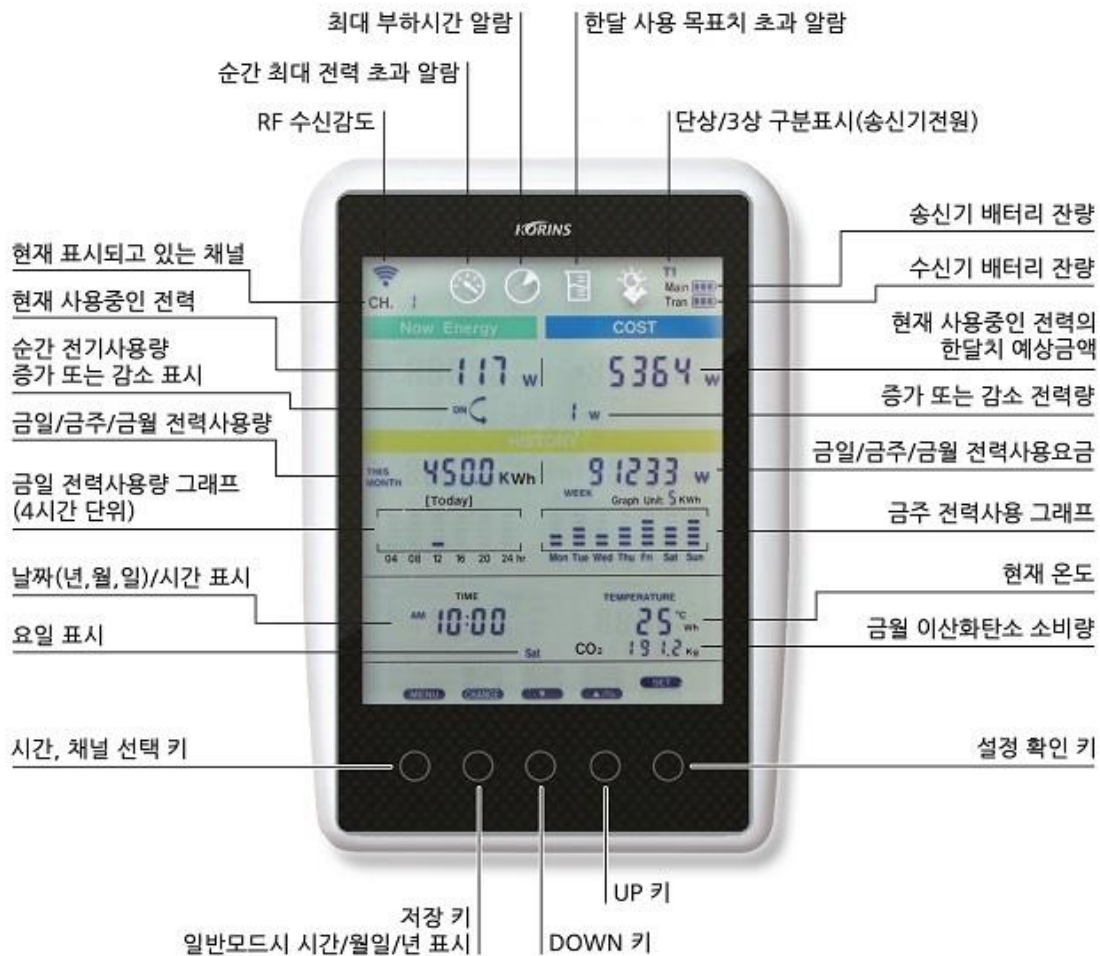 최대 부하시간 알람
한달 사용 목표치 초과 알람
순간 최대 전력 초과 알람
RF 수신감도
단상/3상 구분표시(송신기전원)
송신기 배터리 잔량
수신기 배터리 잔량
현재 표시되고 있는 채널
현재 사용중인 전력
현재 사용중인 전력의
한달치 예상금액
순간 전기사용량
증가 또는 감소 표시
증가 또는 감소 전력량
금일/금주/금월 전력사용량
금일/금주/금월 전력사용요금
금일 전력사용량 그래프
(4시간 단위)
금주 전력사용 그래프
날짜(년,월,일)/시간 표시
현재 온도
요일 표시
금월 이산화탄소 소비량
시간, 채널 선택 키
설정 확인 키
저장 키
일반모드시 시간/월일/년 표시
DOWN 키
UP 키
KORINS
T1
Main
Tran
CH. 1
Now Energy
COST
117 W
5364 W
ON
1 W
HISTORY
THIS
MONTH
450.0 KWh
91233 W
[Today]
WEEK
Graph Unit: 5 KWh
04 08 12 16 20 24 hr
Mon Tue Wed Thu Fri Sat Sun
TIME
AM 10:00
Sat
TEMPERATURE
25 °C
Wh
CO₂ 191.2 Kg
MENU
CHANGE
▼
SET